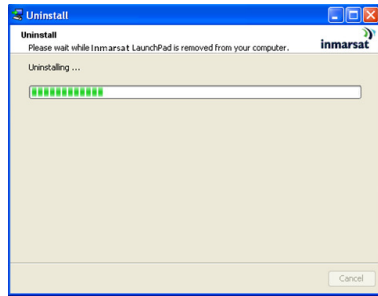 Uninstall
Uninstall
Please wait while Inmarsat LaunchPad is removed from your computer.
inmarsat
Uninstalling ...
Cancel